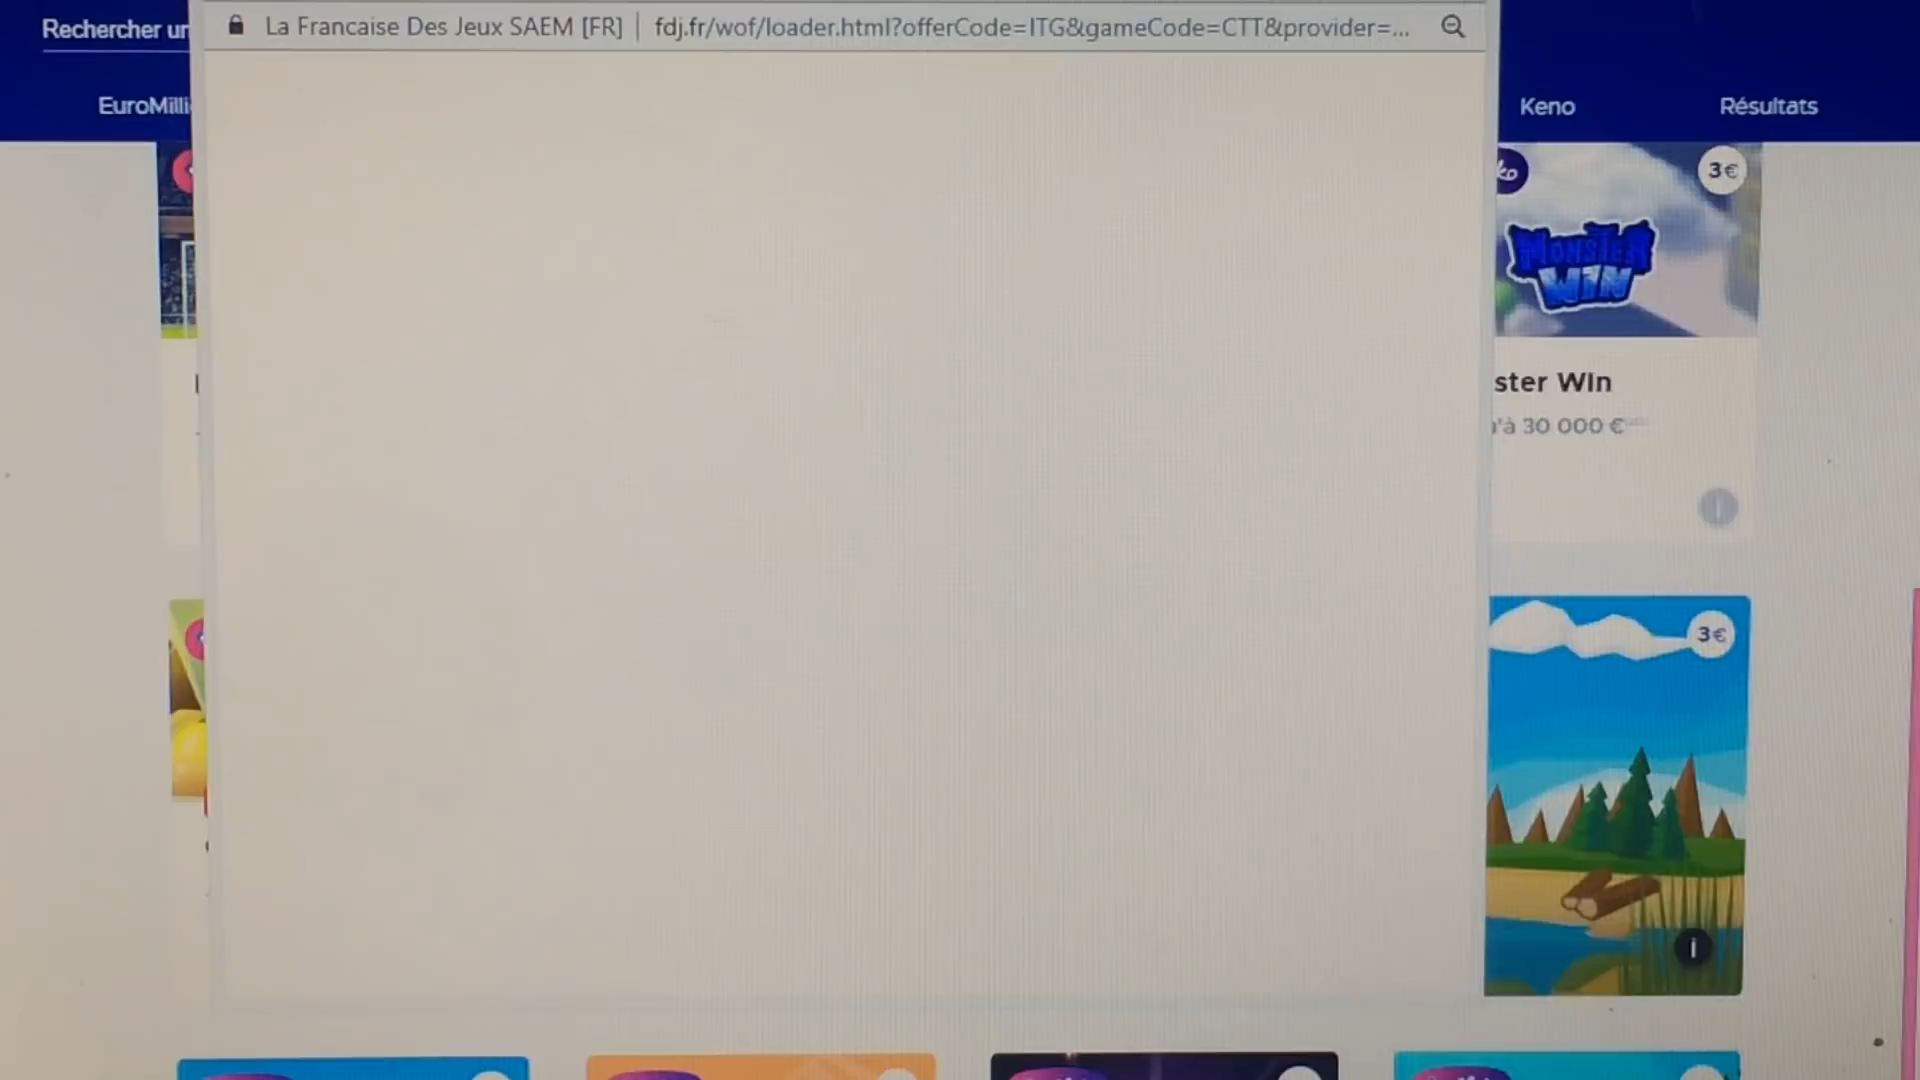 Rechercher un
La Francaise Des Jeux SAEM [FR] | fdj.fr/wof/loader.html?offerCode=ITG&gameCode=CTT&provider=...
EuroMilli
Keno
Résultats
3€
MONSTER
WIN
ster Win
'à 30 000 €
3€
i